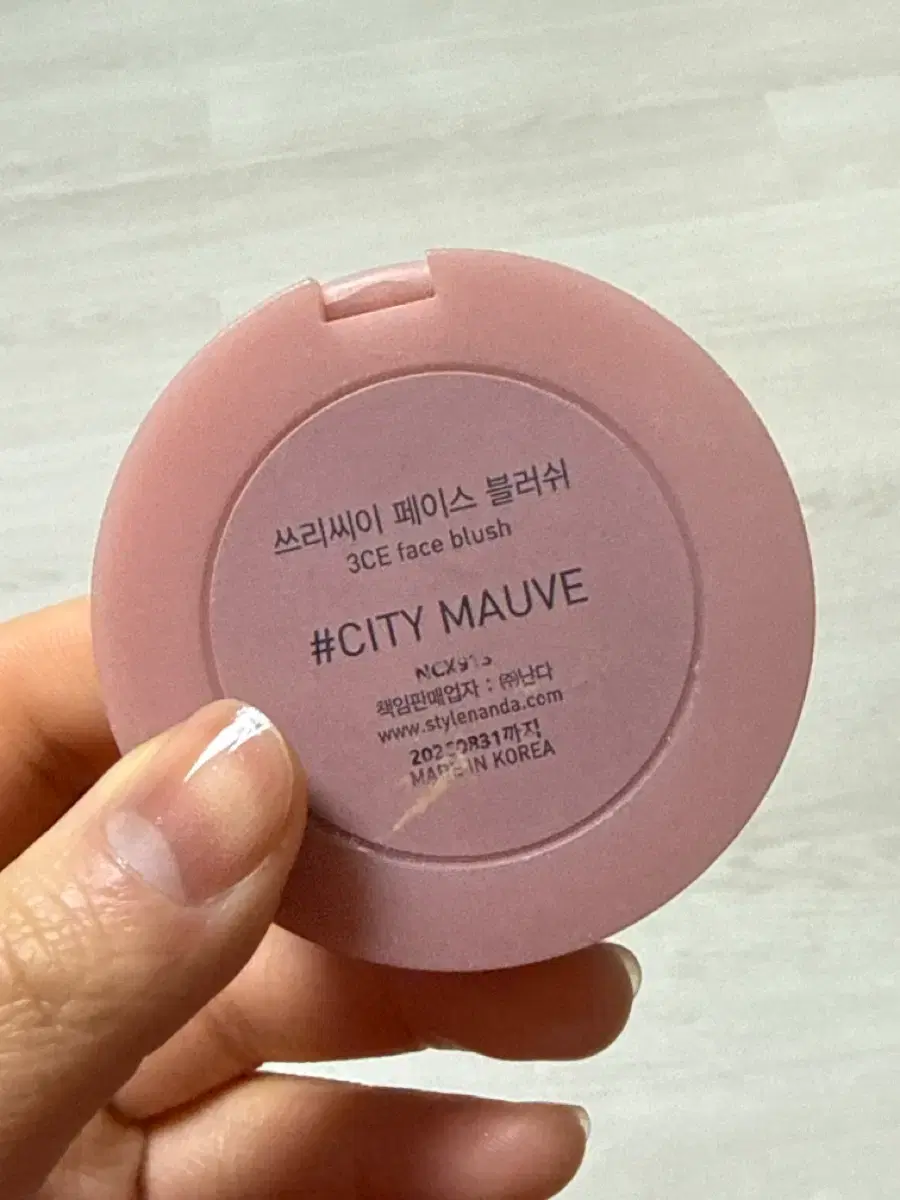 쓰리씨이 페이스 블러쉬
3CE face blush
#CITY MAUVE
책임판매업자 : ㈜난다
www.stylenanda.com
MADE IN KOREA